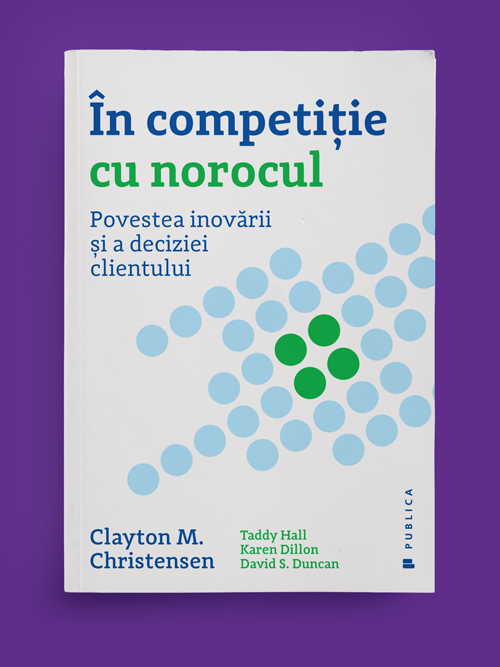 În competiție
cu norocul
Povestea inovării
și a deciziei
clientului
Clayton M.
Christensen
Taddy Hall
Karen Dillon
David S. Duncan
PUBLICA